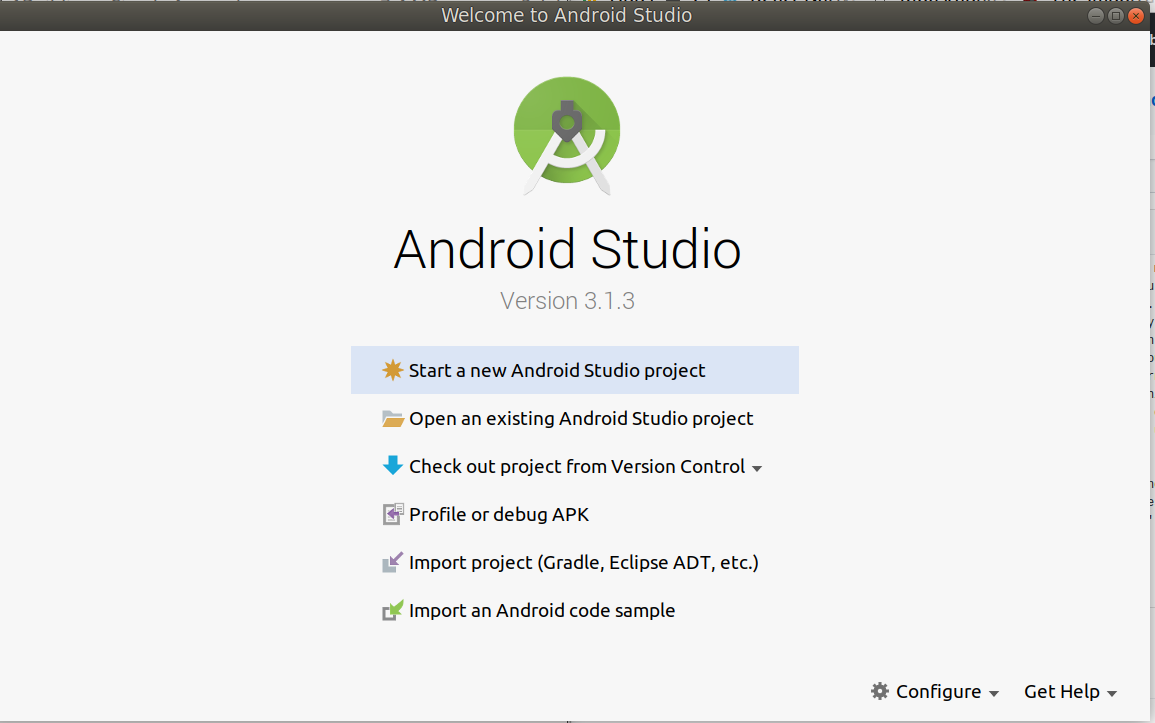 Welcome to Android Studio
Android Studio
Version 3.1.3
Start a new Android Studio project
Open an existing Android Studio project
Check out project from Version Control
Profile or debug APK
Import project (Gradle, Eclipse ADT, etc.)
Import an Android code sample
Configure
Get Help